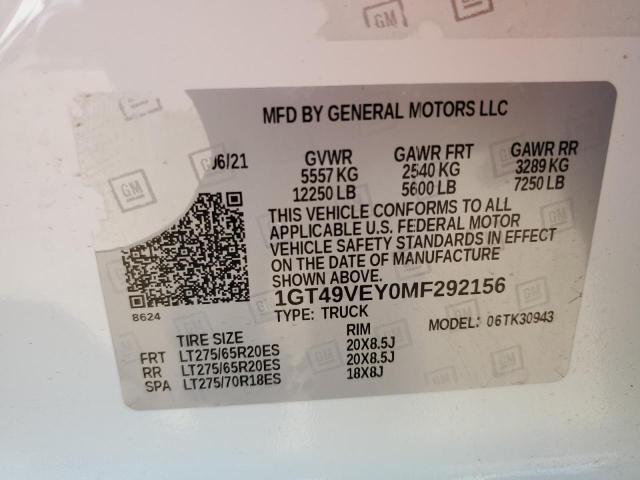 GM GM
MFD BY GENERAL MOTORS LLC
06/21 GVWR GAWR FRT GAWR RR
5557 KG 2540 KG 3289 KG
12250 LB 5600 LB 7250 LB
THIS VEHICLE CONFORMS TO ALL
APPLICABLE U.S. FEDERAL MOTOR
VEHICLE SAFETY STANDARDS IN EFFECT
ON THE DATE OF MANUFACTURE
SHOWN ABOVE.
8624
1GT49VEY0MF292156
TYPE: TRUCK MODEL: 06TK30943
TIRE SIZE RIM
FRT LT275/65R20ES 20X8.5J
RR LT275/65R20ES 20X8.5J
SPA LT275/70R18ES 18X8J